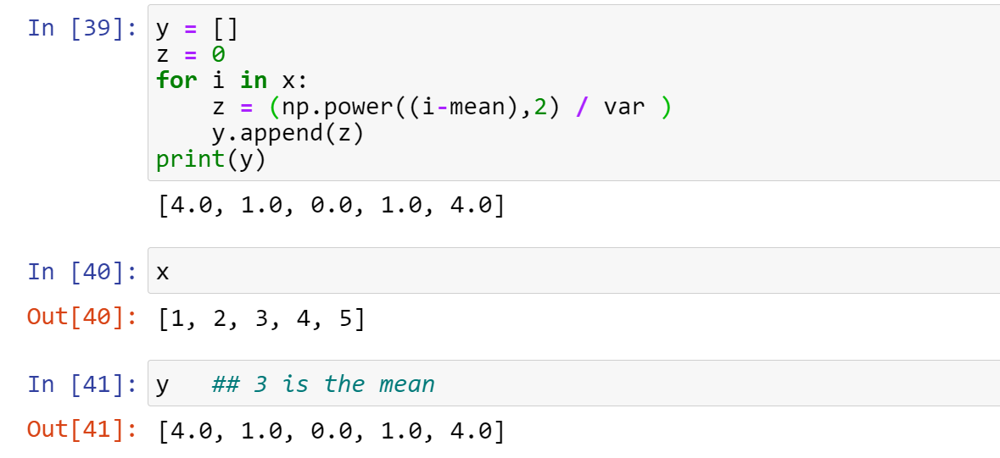 In [39]: y = []
z = 0
for i in x:
    z = (np.power((i-mean),2) / var )
    y.append(z)
print(y)
[4.0, 1.0, 0.0, 1.0, 4.0]
In [40]: x
Out[40]: [1, 2, 3, 4, 5]
In [41]: y   ## 3 is the mean
Out[41]: [4.0, 1.0, 0.0, 1.0, 4.0]